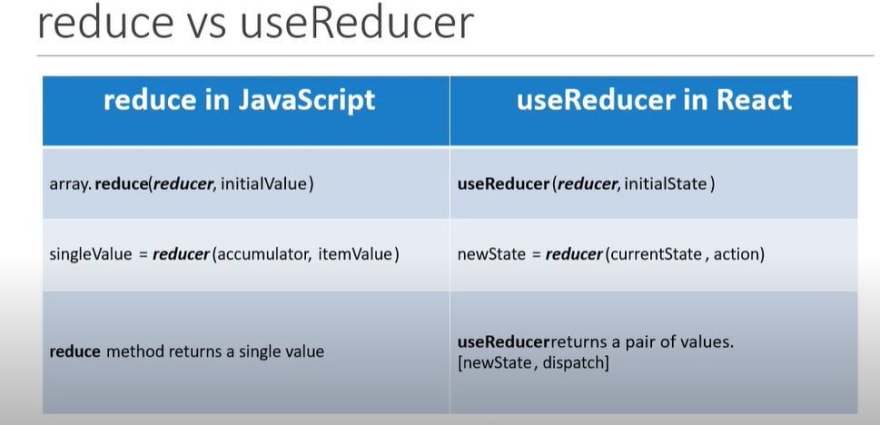 reduce vs useReducer
reduce in JavaScript
useReducer in React
array.reduce(reducer, initialValue)
useReducer(reducer, initialState)
singleValue = reducer(accumulator, itemValue)
newState = reducer(currentState, action)
reduce method returns a single value
useReducerreturns a pair of values.
[newState, dispatch]